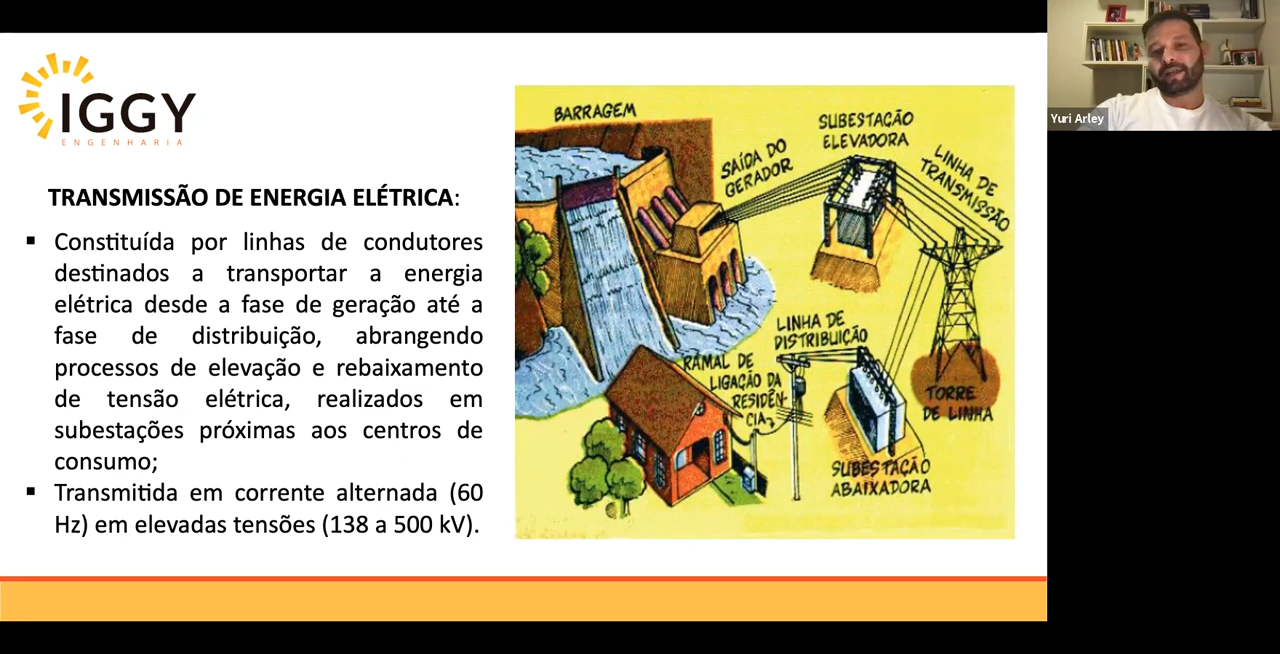 IGGY
ENGENHARIA
TRANSMISSÃO DE ENERGIA ELÉTRICA:
▪ Constituída por linhas de condutores
destinados a transportar a energia
elétrica desde a fase de geração até a
fase de distribuição, abrangendo
processos de elevação e rebaixamento
de tensão elétrica, realizados em
subestações próximas aos centros de
consumo;
▪ Transmitida em corrente alternada (60
Hz) em elevadas tensões (138 a 500 kV).
BARRAGEM
SAÍDA DO
GERADOR
SUBESTAÇÃO
ELEVADORA
LINHA DE
TRANSMISSÃO
LINHA DE
DISTRIBUIÇÃO
RAMAL DE
LIGAÇÃO DA
RESIDÊN-
CIA
TORRE
DE LINHA
SUBESTAÇÃO
ABAIXADORA
Yuri Arley